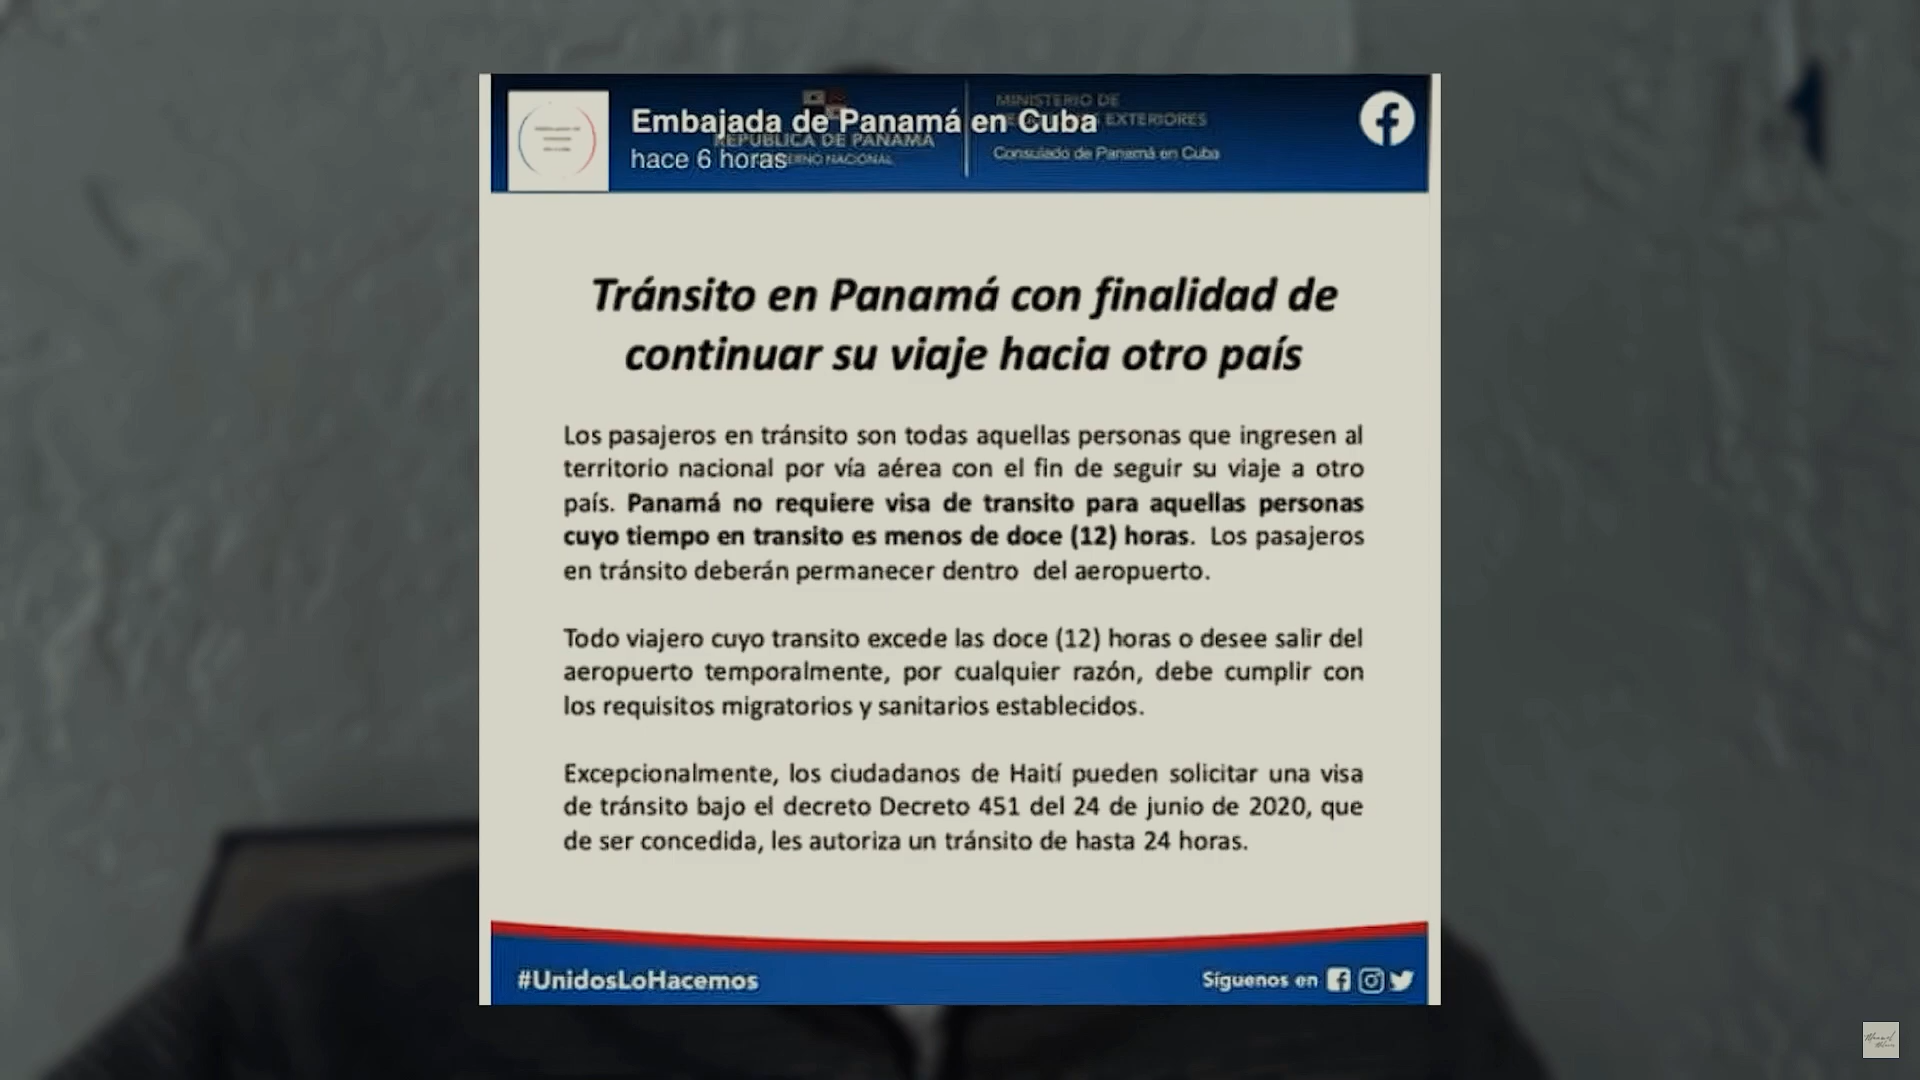 Embajada de Panamá en Cuba
hace 6 horas
REPÚBLICA DE PANAMÁ
NACIONAL
MINISTERIO DE
EXTERIORES
Consulado de Panamá en Cuba
Tránsito en Panamá con finalidad de
continuar su viaje hacia otro país
Los pasajeros en tránsito son todas aquellas personas que ingresen al
territorio nacional por vía aérea con el fin de seguir su viaje a otro
país. Panamá no requiere visa de transito para aquellas personas
cuyo tiempo en transito es menos de doce (12) horas. Los pasajeros
en tránsito deberán permanecer dentro del aeropuerto.
Todo viajero cuyo transito excede las doce (12) horas o desee salir del
aeropuerto temporalmente, por cualquier razón, debe cumplir con
los requisitos migratorios y sanitarios establecidos.
Excepcionalmente, los ciudadanos de Haití pueden solicitar una visa
de tránsito bajo el decreto Decreto 451 del 24 de junio de 2020, que
de ser concedida, les autoriza un tránsito de hasta 24 horas.
#UnidosLoHacemos
Síguenos en